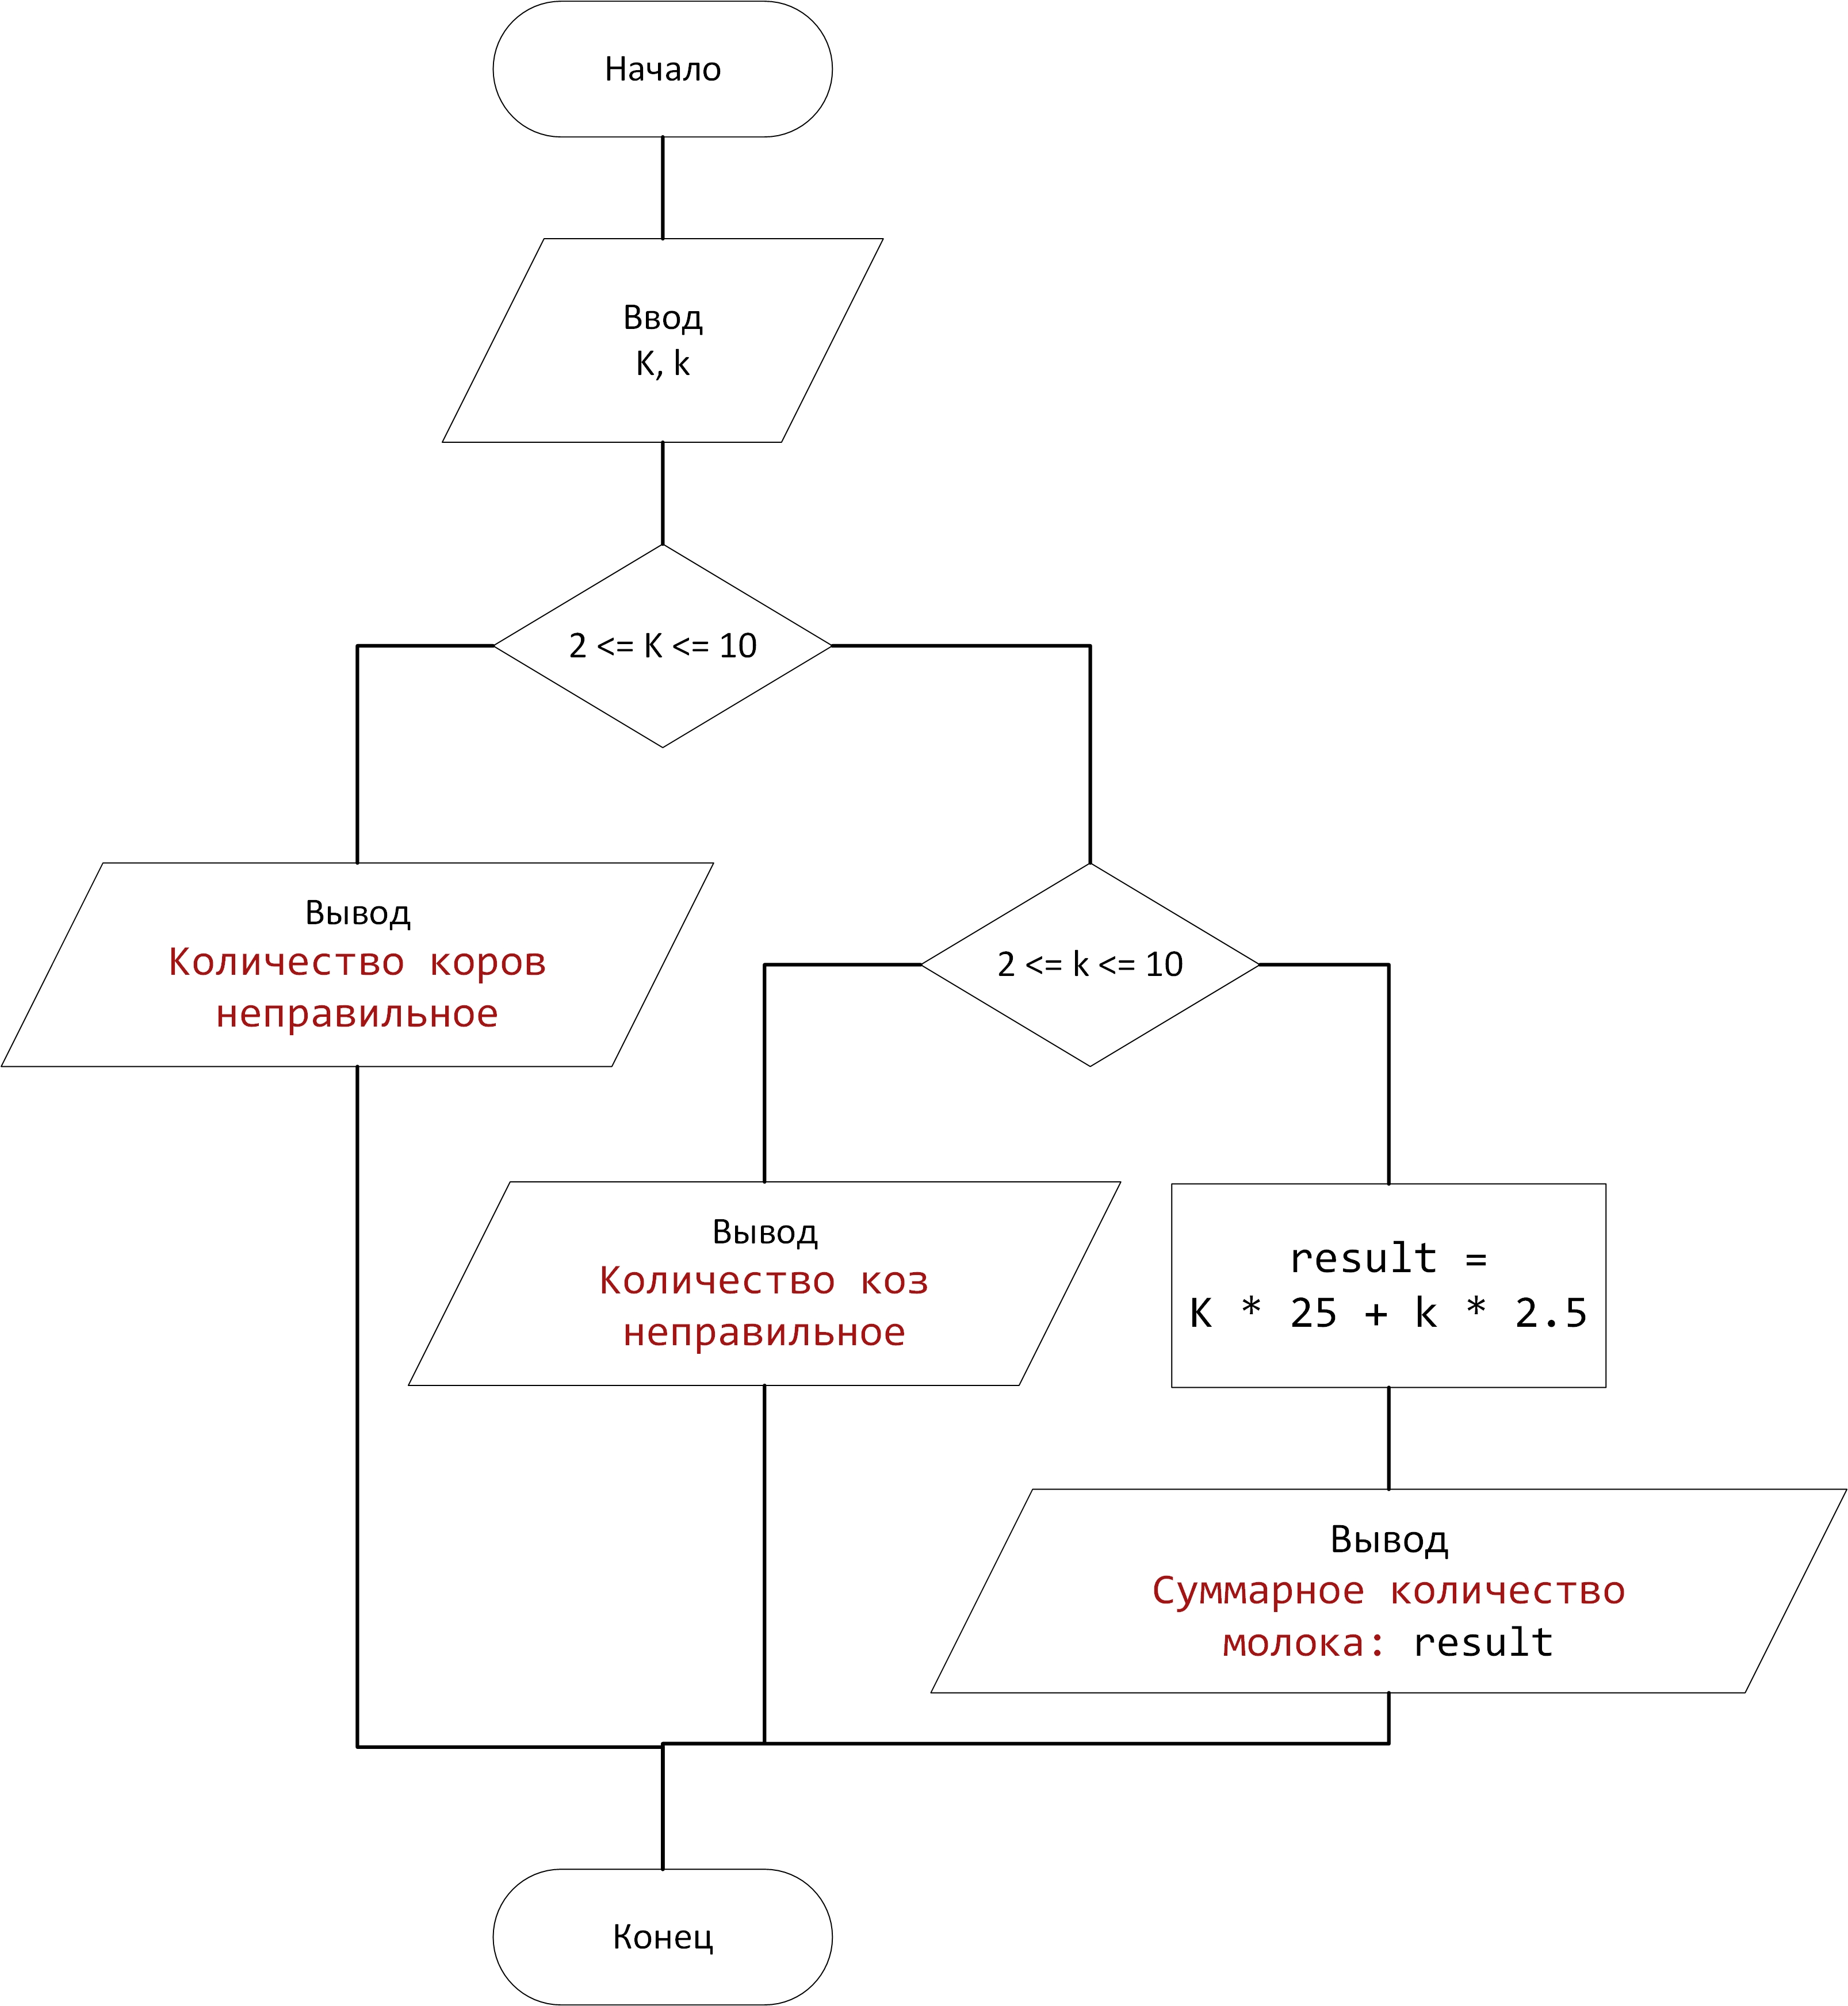 Начало
Ввод
K, k
2 <= K <= 10
Вывод
Количество коров
неправильное
2 <= k <= 10
Вывод
Количество коз
неправильное
result =
K * 25 + k * 2.5
Вывод
Суммарное количество
молока: result
Конец